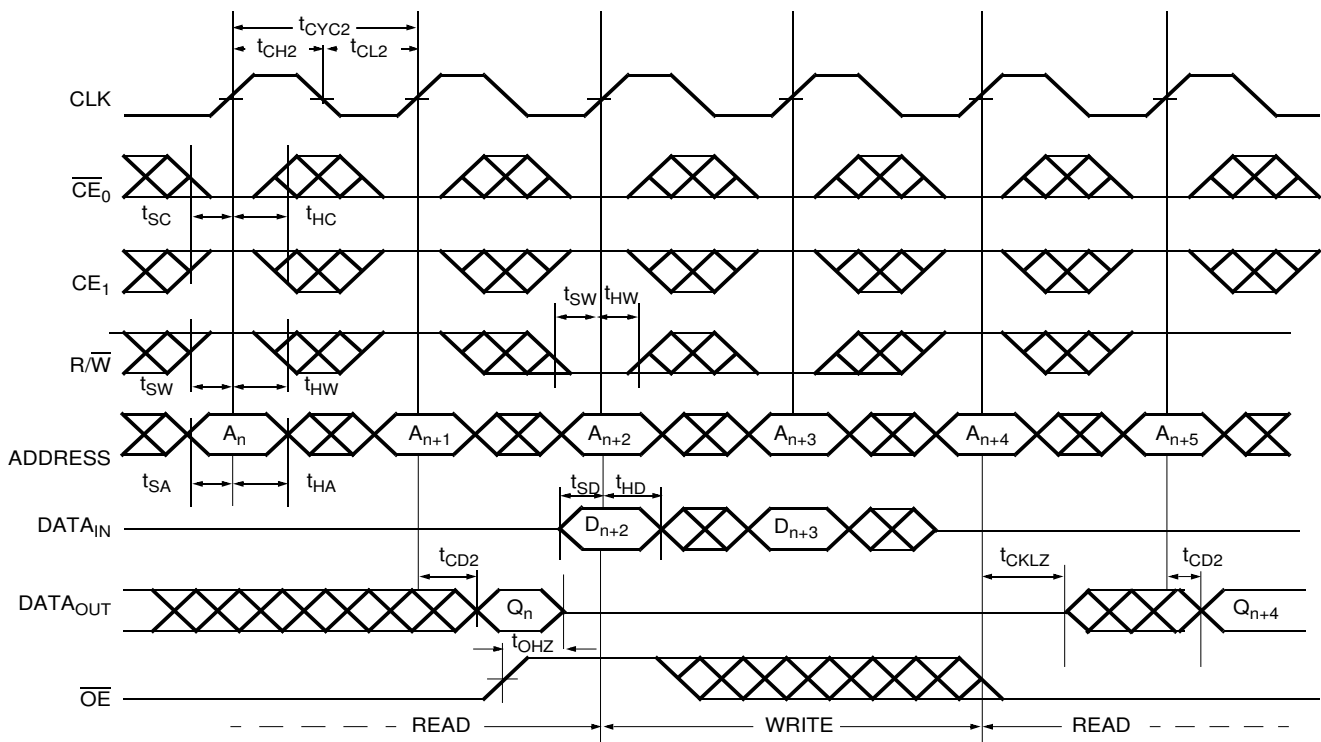 tCYC2
tCH2 tCL2
CLK
CE0
tSC tHC
CE1
tSW tHW
R/W
tSW tHW
An An+1 An+2 An+3 An+4 An+5
ADDRESS
tSA tHA
tSD tHD
DATAIN Dn+2 Dn+3
tCD2 tCKLZ tCD2
DATAOUT Qn Qn+4
tOHZ
OE
READ WRITE READ